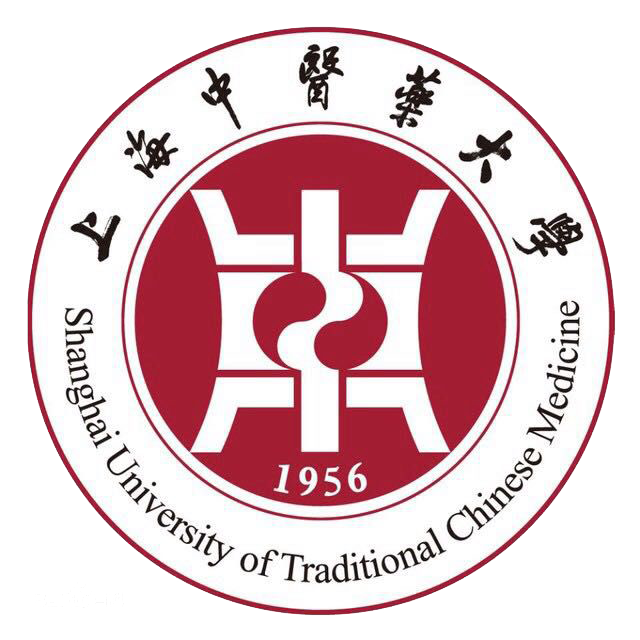 上海中醫藥大學
1956
Shanghai University of Traditional Chinese Medicine